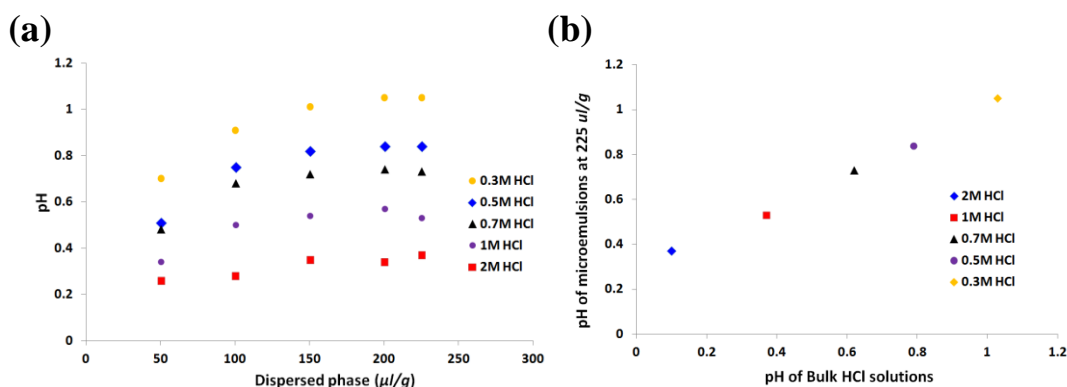 (a)
pH
1.2
1
0.8
0.6
0.4
0.2
0
0 50 100 150 200 250 300
Dispersed phase (µl/g)
0.3M HCl
0.5M HCl
0.7M HCl
1M HCl
2M HCl
(b)
pH of microemulsions at 225 ul/g
1.2
1
0.8
0.6
0.4
0.2
0
0 0.2 0.4 0.6 0.8 1 1.2
pH of Bulk HCl solutions
2M HCl
1M HCl
0.7M HCl
0.5M HCl
0.3M HCl